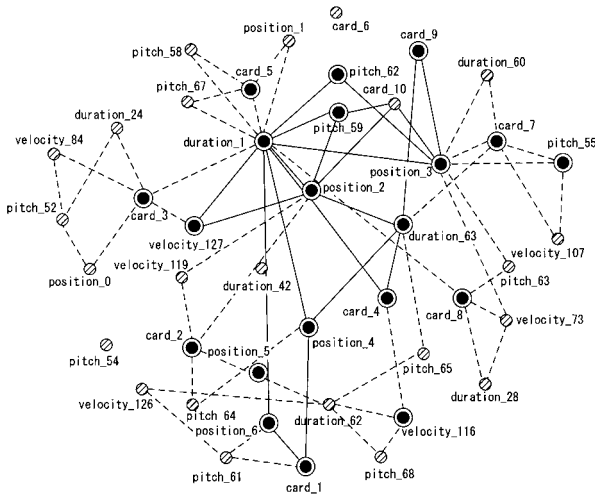 card_6
position_1
card_9
pitch_58
duration_60
card_5
pitch_62
pitch_67
card_10
duration_24
pitch_59
card_7
velocity_84
duration_1
pitch_55
position_3
position_2
pitch_52
card_3
duration_63
velocity_127
velocity_107
position_0
velocity_119
duration_42
pitch_63
card_4
card_8
velocity_73
card_2
position_5
position_4
pitch_54
pitch_65
duration_28
velocity_126
pitch_64
duration_62
position_6
velocity_116
pitch_61
pitch_68
card_1